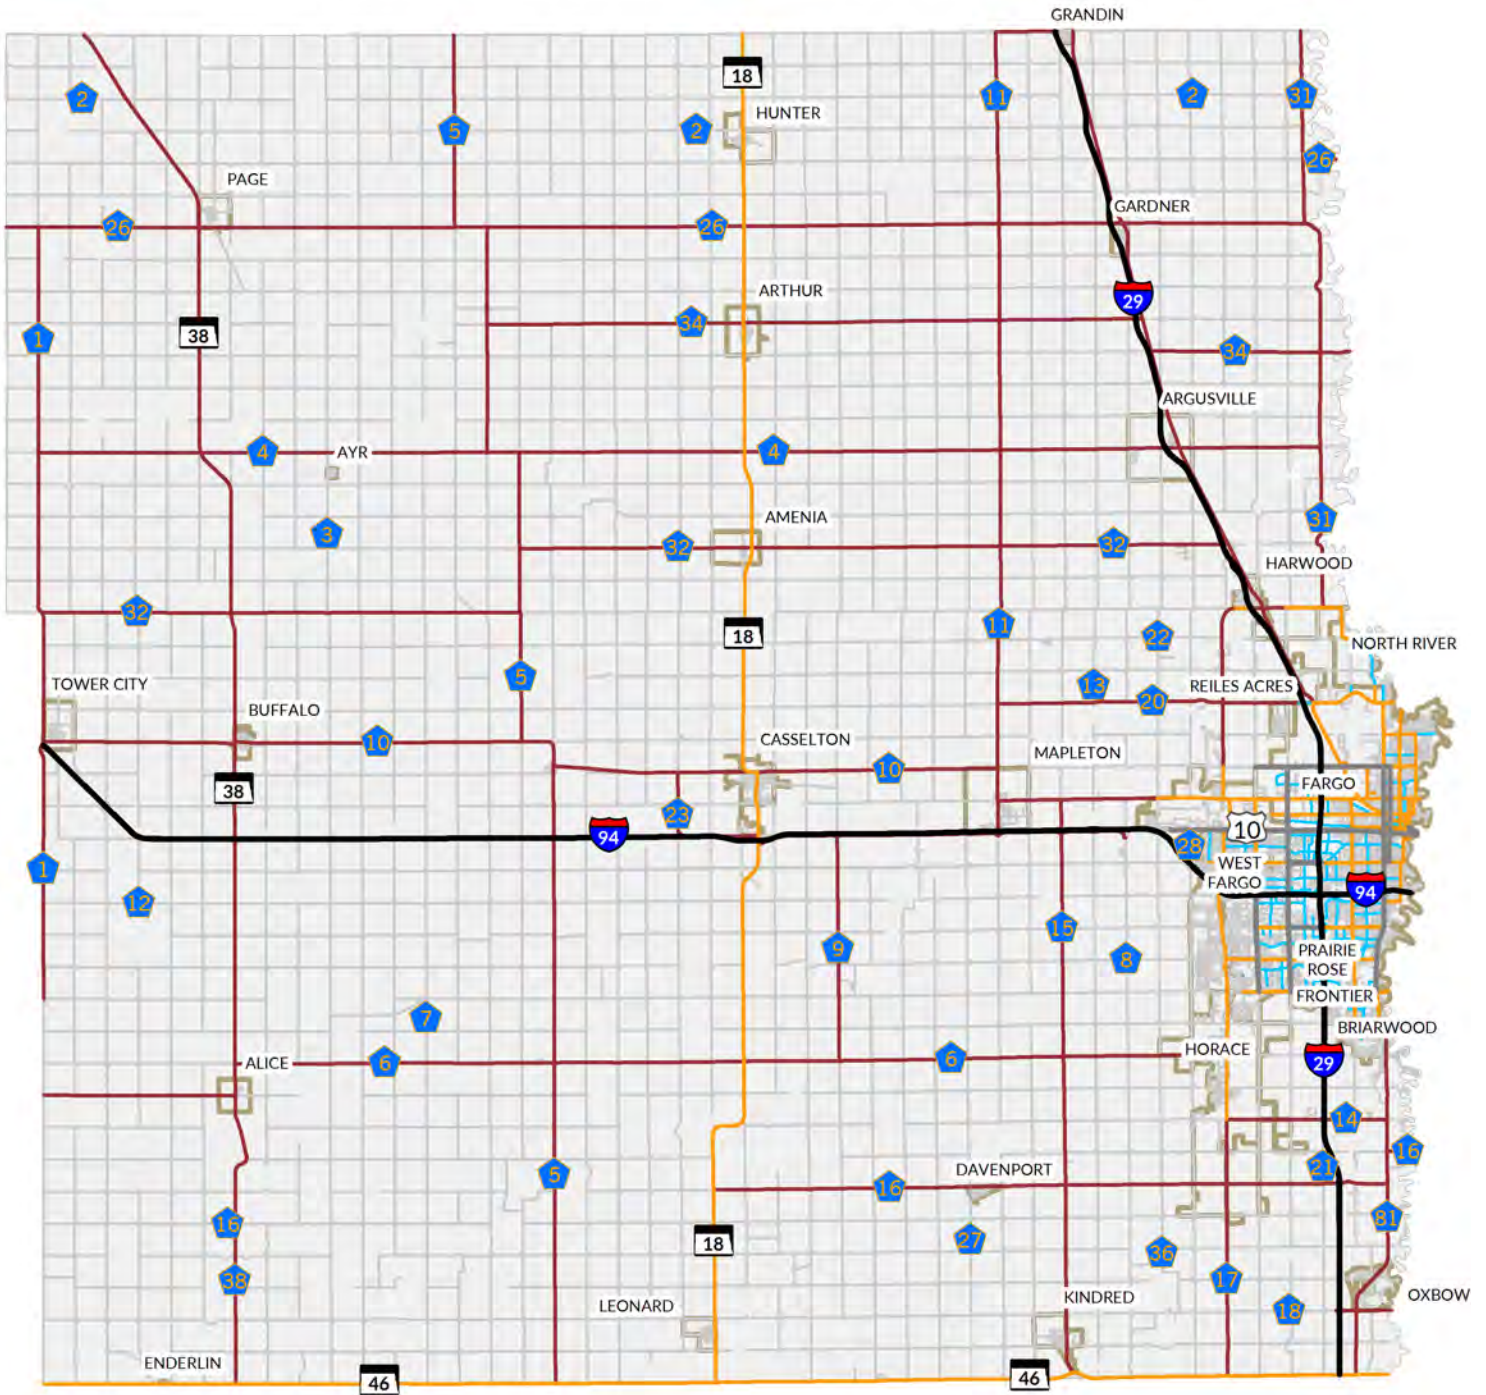 GRANDIN
18
2
11
2
31
5
2
HUNTER
26
PAGE
GARDNER
26
26
ARTHUR
29
34
38
1
34
ARGUSVILLE
4
AYR
4
AMENIA
31
3
32
32
HARWOOD
32
11
18
22
NORTH RIVER
5
TOWER CITY
13
REILES ACRES
20
BUFFALO
10
CASSELTON
MAPLETON
10
38
FARGO
23
94
10
28
WEST
FARGO
1
94
12
15
9
8
PRAIRIE
ROSE
FRONTIER
7
BRIARWOOD
HORACE
ALICE
6
6
29
14
16
DAVENPORT
21
5
16
81
16
18
27
36
38
17
KINDRED
OXBOW
LEONARD
18
ENDERLIN
46
46